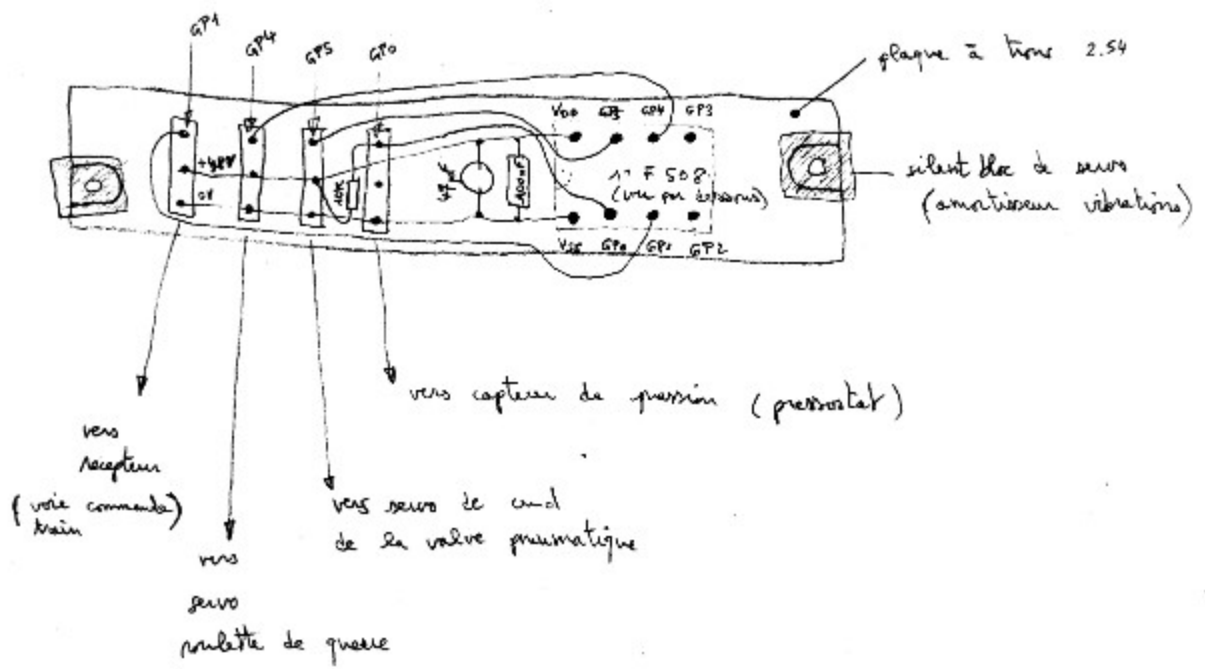 GP1
GP4
GP5
GP0
plaque à trous 2.54
VDD GP5 GP4 GP3
+4,8V
0V
10K
47µF
100nF
12F508
(vue par dessous)
VSS GP0 GP1 GP2
silent bloc de servo
(amortisseur vibrations)
vers capteur de pression (pressostat)
vers
recepteur
(voie commande)
train
vers servo de cmd
de la valve pneumatique
vers
servo
roulette de queue